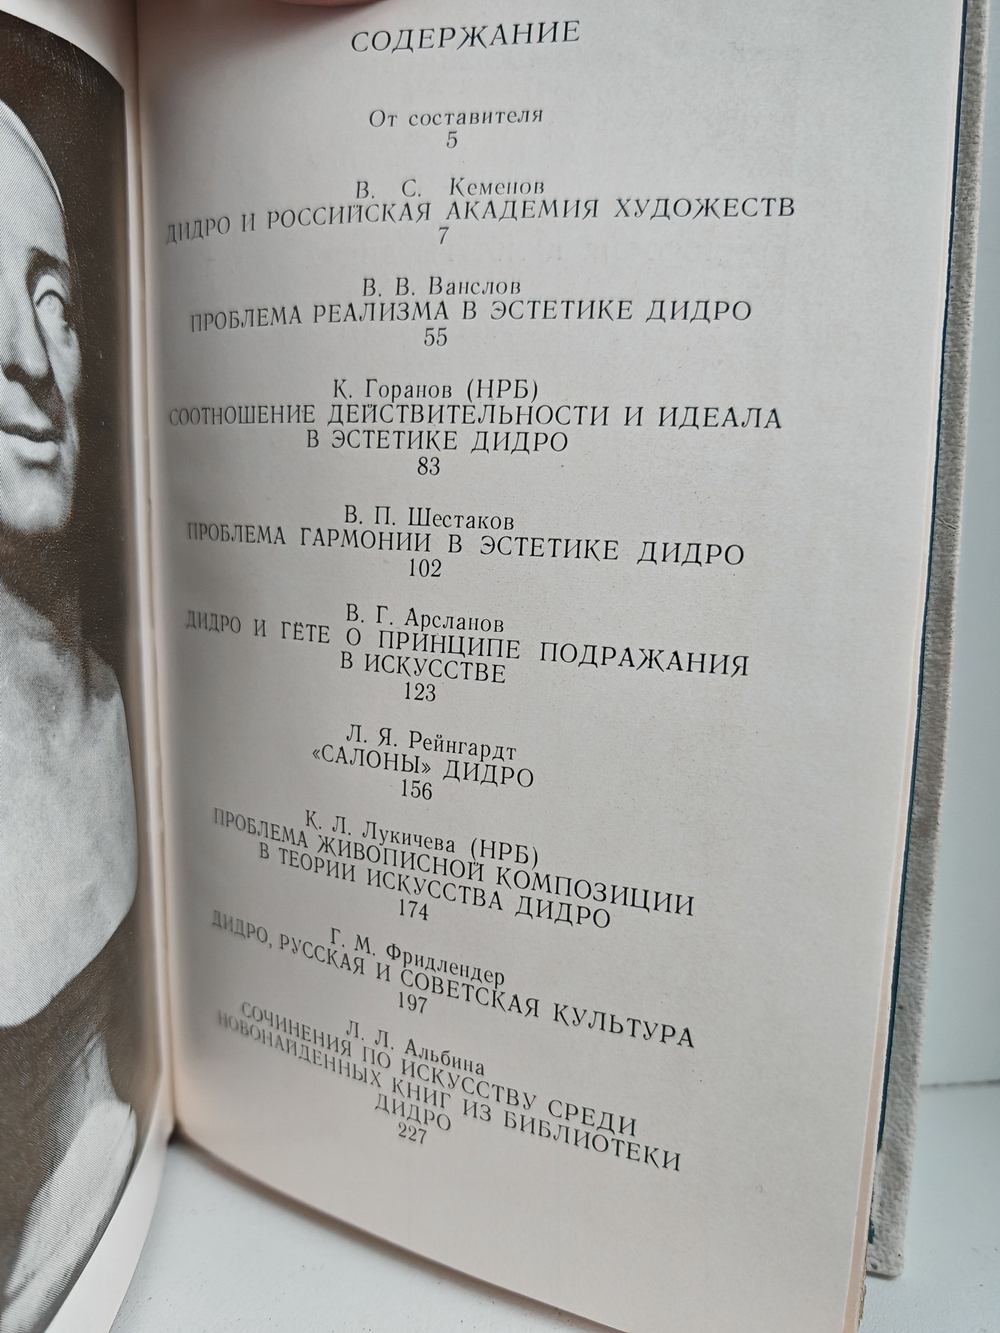 СОДЕРЖАНИЕ
От составителя
5
В. С. Кеменов
ДИДРО И РОССИЙСКАЯ АКАДЕМИЯ ХУДОЖЕСТВ
7
В. В. Ванслов
ПРОБЛЕМА РЕАЛИЗМА В ЭСТЕТИКЕ ДИДРО
55
К. Горанов (НРБ)
СООТНОШЕНИЕ ДЕЙСТВИТЕЛЬНОСТИ И ИДЕАЛА
В ЭСТЕТИКЕ ДИДРО
83
В. П. Шестаков
ПРОБЛЕМА ГАРМОНИИ В ЭСТЕТИКЕ ДИДРО
102
В. Г. Арсланов
ДИДРО И ГЁТЕ О ПРИНЦИПЕ ПОДРАЖАНИЯ
В ИСКУССТВЕ
123
Л. Я. Рейнгардт
«САЛОНЫ» ДИДРО
156
К. Л. Лукичева (НРБ)
ПРОБЛЕМА ЖИВОПИСНОЙ КОМПОЗИЦИИ
В ТЕОРИИ ИСКУССТВА ДИДРО
174
Г. М. Фридлендер
ДИДРО, РУССКАЯ И СОВЕТСКАЯ КУЛЬТУРА
197
Л. Л. Альбина
СОЧИНЕНИЯ ПО ИСКУССТВУ СРЕДИ
НОВОНАЙДЕННЫХ КНИГ ИЗ БИБЛИОТЕКИ
ДИДРО
227